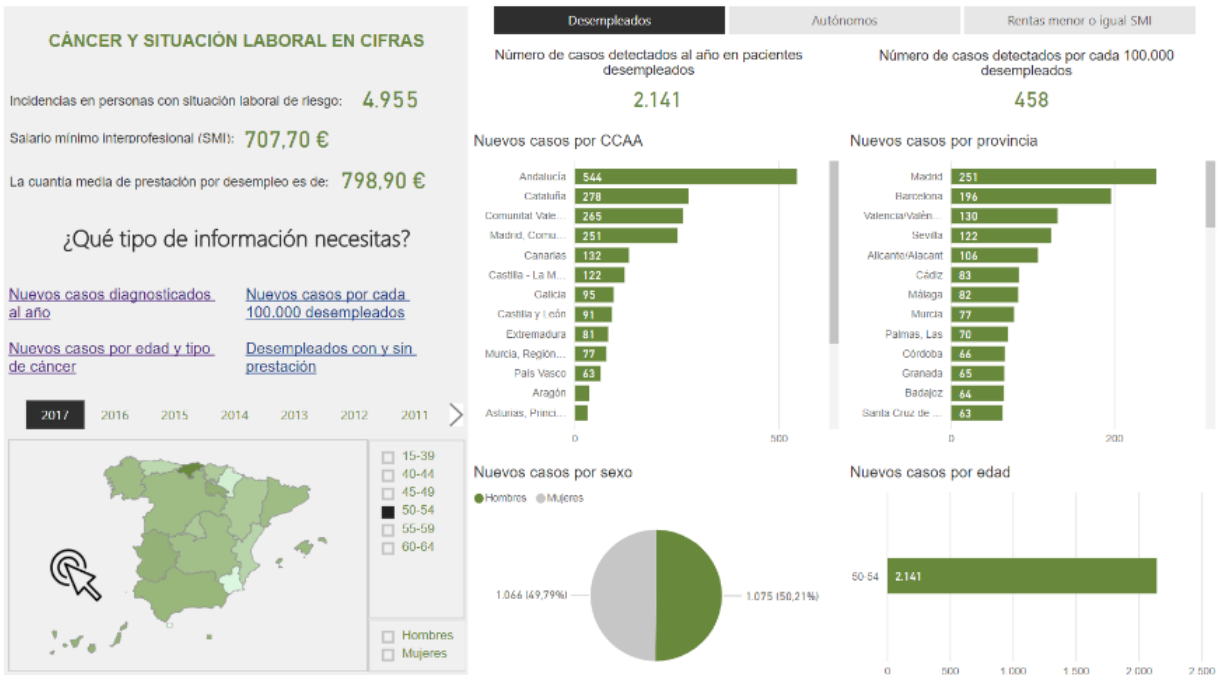 CÁNCER Y SITUACIÓN LABORAL EN CIFRAS
Incidencias en personas con situación laboral de riesgo: 4.955
Salario mínimo interprofesional (SMI): 707,70 €
La cuantía media de prestación por desempleo es de: 798,90 €
¿Qué tipo de información necesitas?
Nuevos casos diagnosticados
al año
Nuevos casos por cada
100.000 desempleados
Nuevos casos por edad y tipo
de cáncer
Desempleados con y sin
prestación
2017 2016 2015 2014 2013 2012 2011
15-39
40-44
45-49
50-54
55-59
60-64
Hombres
Mujeres
Desempleados Autónomos Rentas menor o igual SMI
Número de casos detectados al año en pacientes
desempleados
2.141
Número de casos detectados por cada 100.000
desempleados
458
Nuevos casos por CCAA
Andalucía 544
Cataluña 278
Comunitat Vale... 265
Madrid, Comu... 251
Canarias 132
Castilla - La M... 122
Galicia 95
Castilla y León 91
Extremadura 81
Murcia, Región... 77
País Vasco 63
Aragón
Asturias, Princi...
0 500
Nuevos casos por provincia
Madrid 251
Barcelona 196
Valencia/Valèn... 130
Sevilla 122
Alicante/Alacant 106
Cádiz 83
Málaga 82
Murcia 77
Palmas, Las 70
Córdoba 66
Granada 65
Badajoz 64
Santa Cruz de ... 63
0 200
Nuevos casos por sexo
Hombres Mujeres
1.066 (49,79%) 1.075 (50,21%)
Nuevos casos por edad
50-54 2.141
0 500 1.000 1.500 2.000 2.500